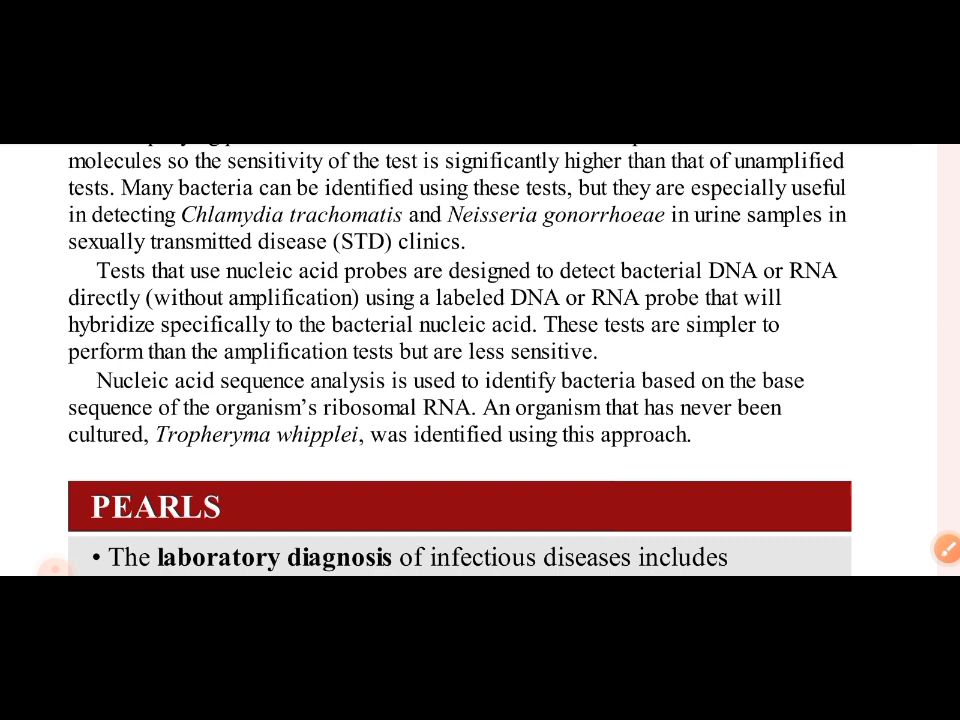 molecules so the sensitivity of the test is significantly higher than that of unamplified
tests. Many bacteria can be identified using these tests, but they are especially useful
in detecting Chlamydia trachomatis and Neisseria gonorrhoeae in urine samples in
sexually transmitted disease (STD) clinics.
Tests that use nucleic acid probes are designed to detect bacterial DNA or RNA
directly (without amplification) using a labeled DNA or RNA probe that will
hybridize specifically to the bacterial nucleic acid. These tests are simpler to
perform than the amplification tests but are less sensitive.
Nucleic acid sequence analysis is used to identify bacteria based on the base
sequence of the organism’s ribosomal RNA. An organism that has never been
cultured, Tropheryma whipplei, was identified using this approach.
PEARLS
• The laboratory diagnosis of infectious diseases includes